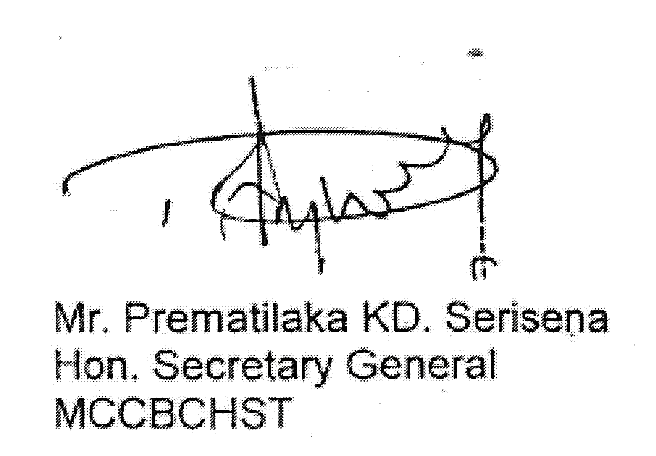 Mr. Prematilaka KD. Serisena
Hon. Secretary General
MCCBCHST